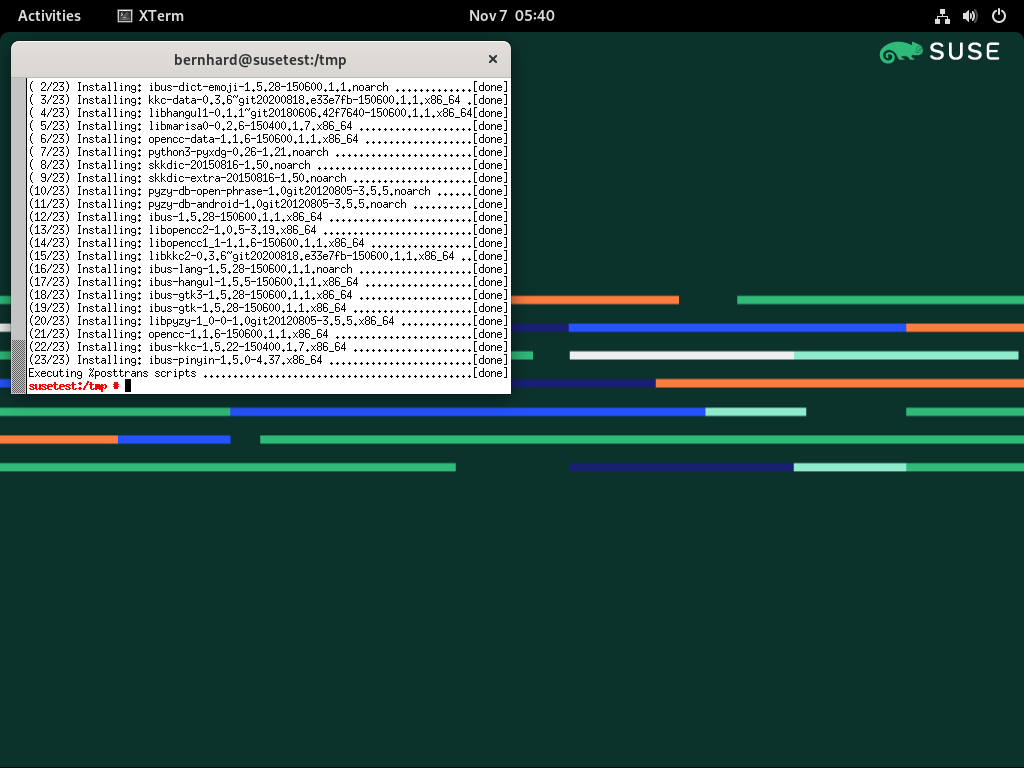 Activities XTerm Nov 7 05:40
SUSE
bernhard@susetest:/tmp ×
( 2/23) Installing: ibus-dict-emoji-1.5.28-150600.1.1.noarch .............[done]
( 3/23) Installing: kkc-data-0.3.6~git20200818.e33e7fb-150600.1.1.x86_64 .[done]
( 4/23) Installing: libhangul1-0.1.1~git20180606.42f7640-150600.1.1.x86_64[done]
( 5/23) Installing: libmarisa0-0.2.6-150400.1.7.x86_64 ...................[done]
( 6/23) Installing: opencc-data-1.1.6-150600.1.1.x86_64 ..................[done]
( 7/23) Installing: python3-pyxdg-0.26-1.21.noarch .......................[done]
( 8/23) Installing: skkdic-20150816-1.50.noarch ..........................[done]
( 9/23) Installing: skkdic-extra-20150816-1.50.noarch ....................[done]
(10/23) Installing: pyzy-db-open-phrase-1.0git20120805-3.5.5.noarch ......[done]
(11/23) Installing: pyzy-db-android-1.0git20120805-3.5.5.noarch ..........[done]
(12/23) Installing: ibus-1.5.28-150600.1.1.x86_64 ........................[done]
(13/23) Installing: libopencc2-1.0.5-3.19.x86_64 .........................[done]
(14/23) Installing: libopencc1_1-1.1.6-150600.1.1.x86_64 .................[done]
(15/23) Installing: libkkc2-0.3.6~git20200818.e33e7fb-150600.1.1.x86_64 ..[done]
(16/23) Installing: ibus-lang-1.5.28-150600.1.1.noarch ...................[done]
(17/23) Installing: ibus-hangul-1.5.5-150600.1.1.x86_64 ..................[done]
(18/23) Installing: ibus-gtk3-1.5.28-150600.1.1.x86_64 ...................[done]
(19/23) Installing: ibus-gtk-1.5.28-150600.1.1.x86_64 ....................[done]
(20/23) Installing: libpyzy-1_0-0-1.0git20120805-3.5.5.x86_64 ............[done]
(21/23) Installing: opencc-1.1.6-150600.1.1.x86_64 .......................[done]
(22/23) Installing: ibus-kkc-1.5.22-150400.1.7.x86_64 ....................[done]
(23/23) Installing: ibus-pinyin-1.5.0-4.37.x86_64 ........................[done]
Executing %posttrans scripts .............................................[done]
susetest:/tmp #